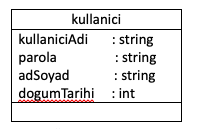 kullanici
kullaniciAdi : string
parola : string
adSoyad : string
dogumTarihi : int